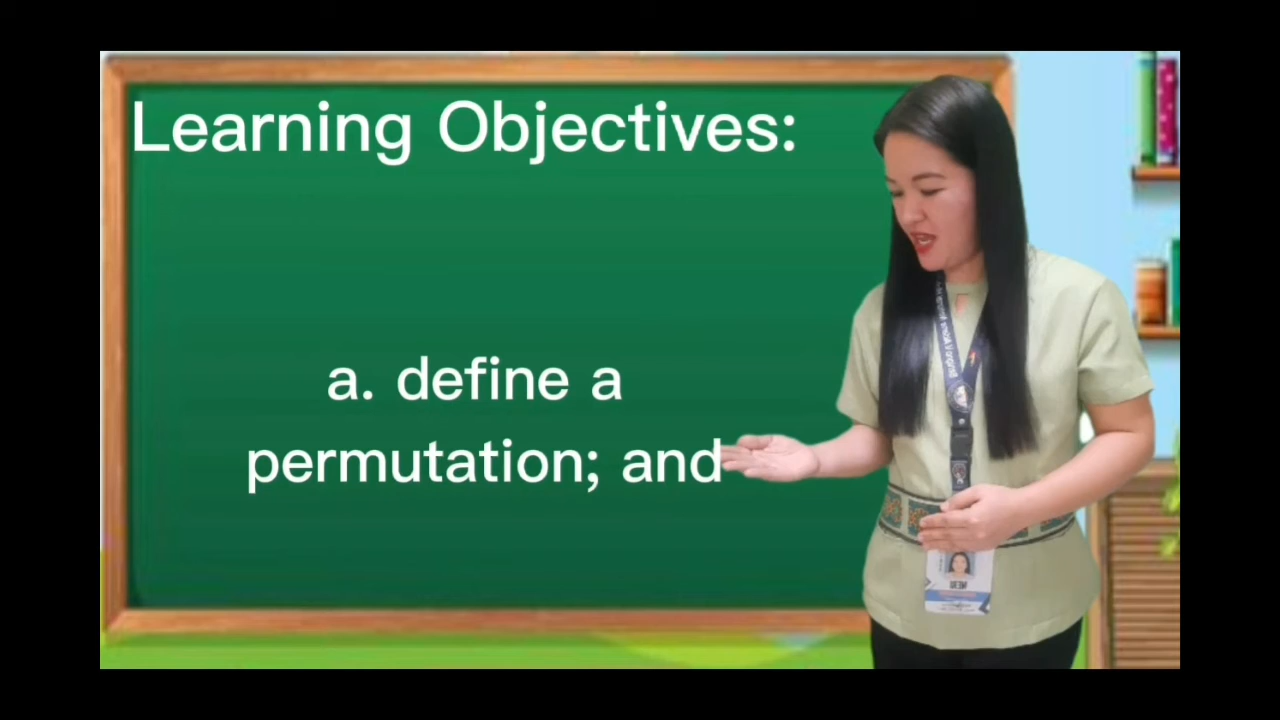 Learning Objectives:
a. define a
permutation; and